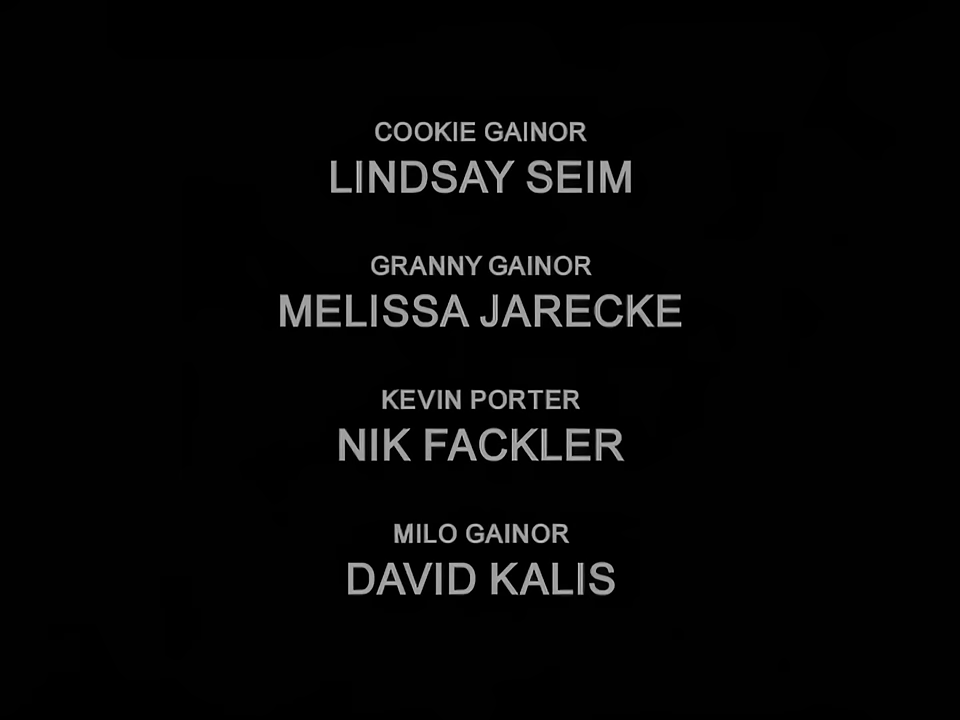 COOKIE GAINOR
LINDSAY SEIM
GRANNY GAINOR
MELISSA JARECKE
KEVIN PORTER
NIK FACKLER
MILO GAINOR
DAVID KALIS